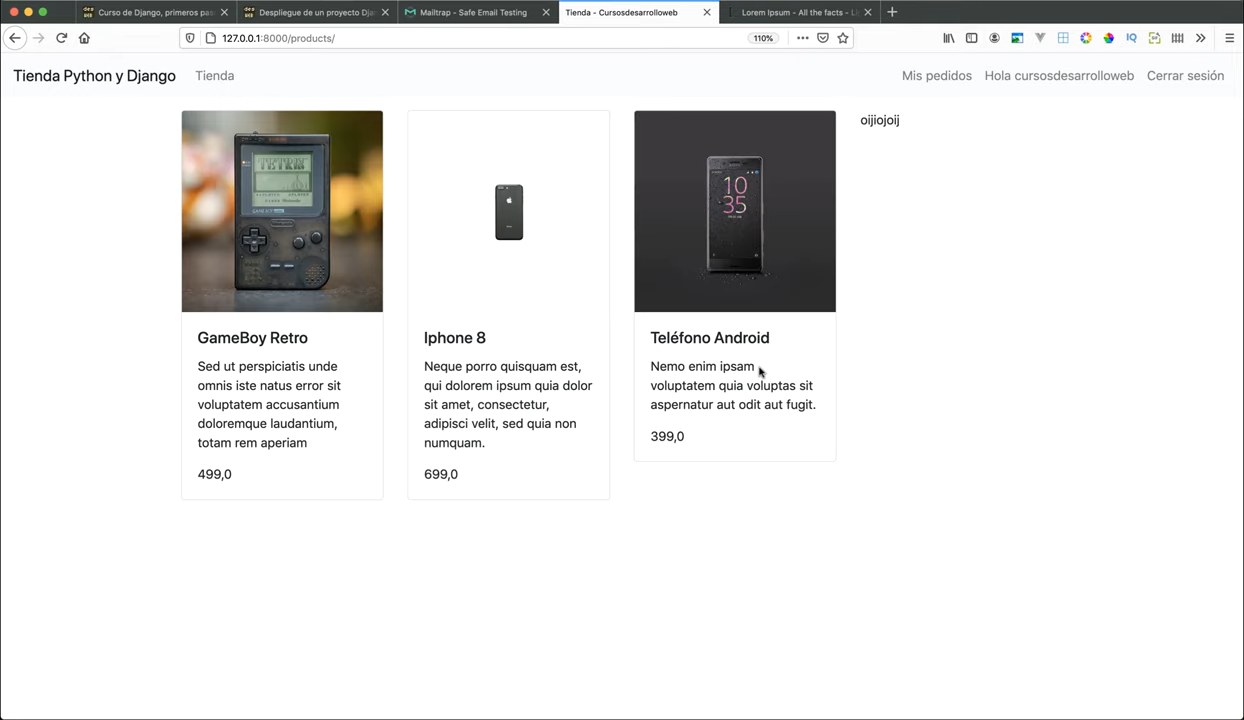 Curso de Django, primeros pa
Despliegue de un proyecto Dja
Mailtrap - Safe Email Testing
Tienda - Cursosdesarrolloweb
Lorem Ipsum - All the facts - L
127.0.0.1:8000/products/
110%
IQ
Tienda Python y Django
Tienda
Mis pedidos
Hola cursosdesarrolloweb
Cerrar sesión
TETRIS
10
35
oijiojoij
GameBoy Retro
Sed ut perspiciatis unde
omnis iste natus error sit
voluptatem accusantium
doloremque laudantium,
totam rem aperiam
499,0
Iphone 8
Neque porro quisquam est,
qui dolorem ipsum quia dolor
sit amet, consectetur,
adipisci velit, sed quia non
numquam.
699,0
Teléfono Android
Nemo enim ipsam
voluptatem quia voluptas sit
aspernatur aut odit aut fugit.
399,0